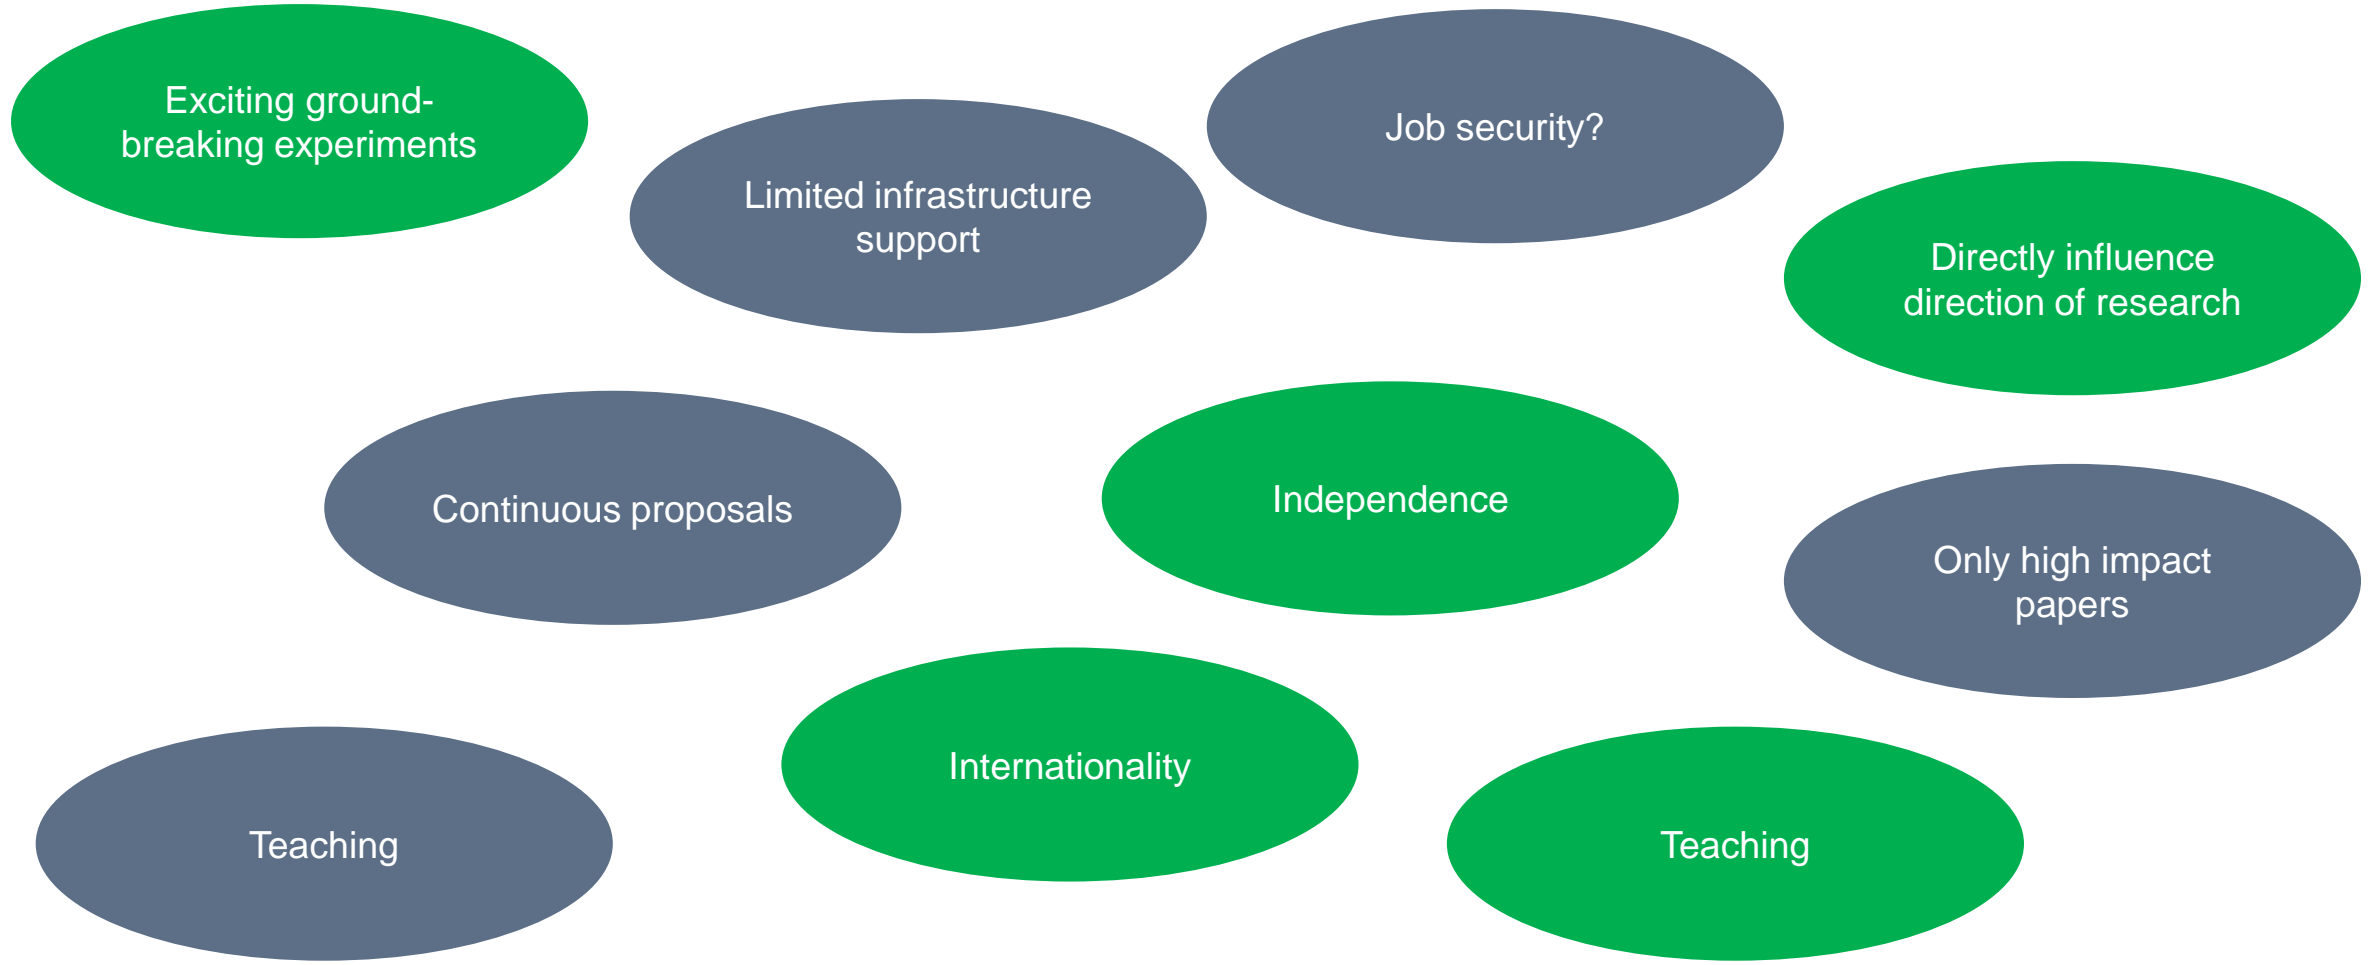 Exciting ground-
breaking experiments
Limited infrastructure
support
Job security?
Directly influence
direction of research
Continuous proposals
Independence
Only high impact
papers
Teaching
Internationality
Teaching